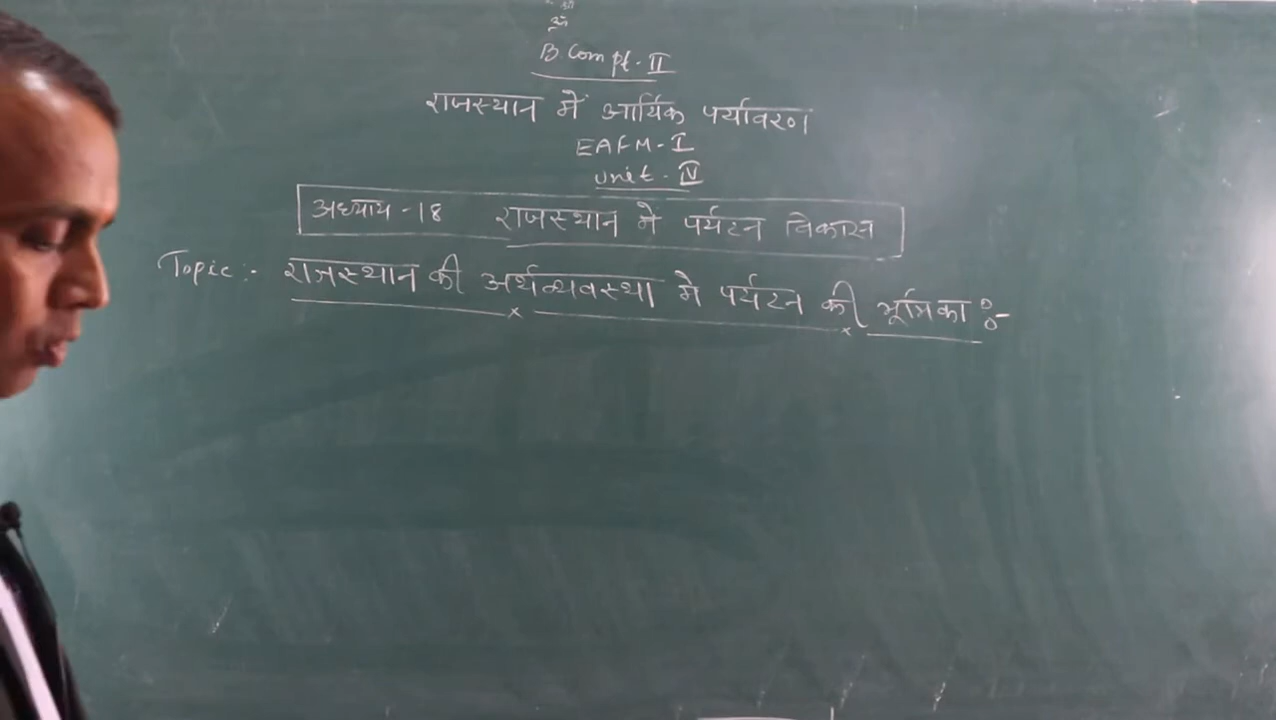 श्री
ॐ
B.Com pt. II
राजस्थान में आर्थिक पर्यावरण
EAFM-I
Unit-IV
अध्याय-18 राजस्थान मे पर्यटन विकास
Topic:- राजस्थान की अर्थव्यवस्था मे पर्यटन की भूमिका :-